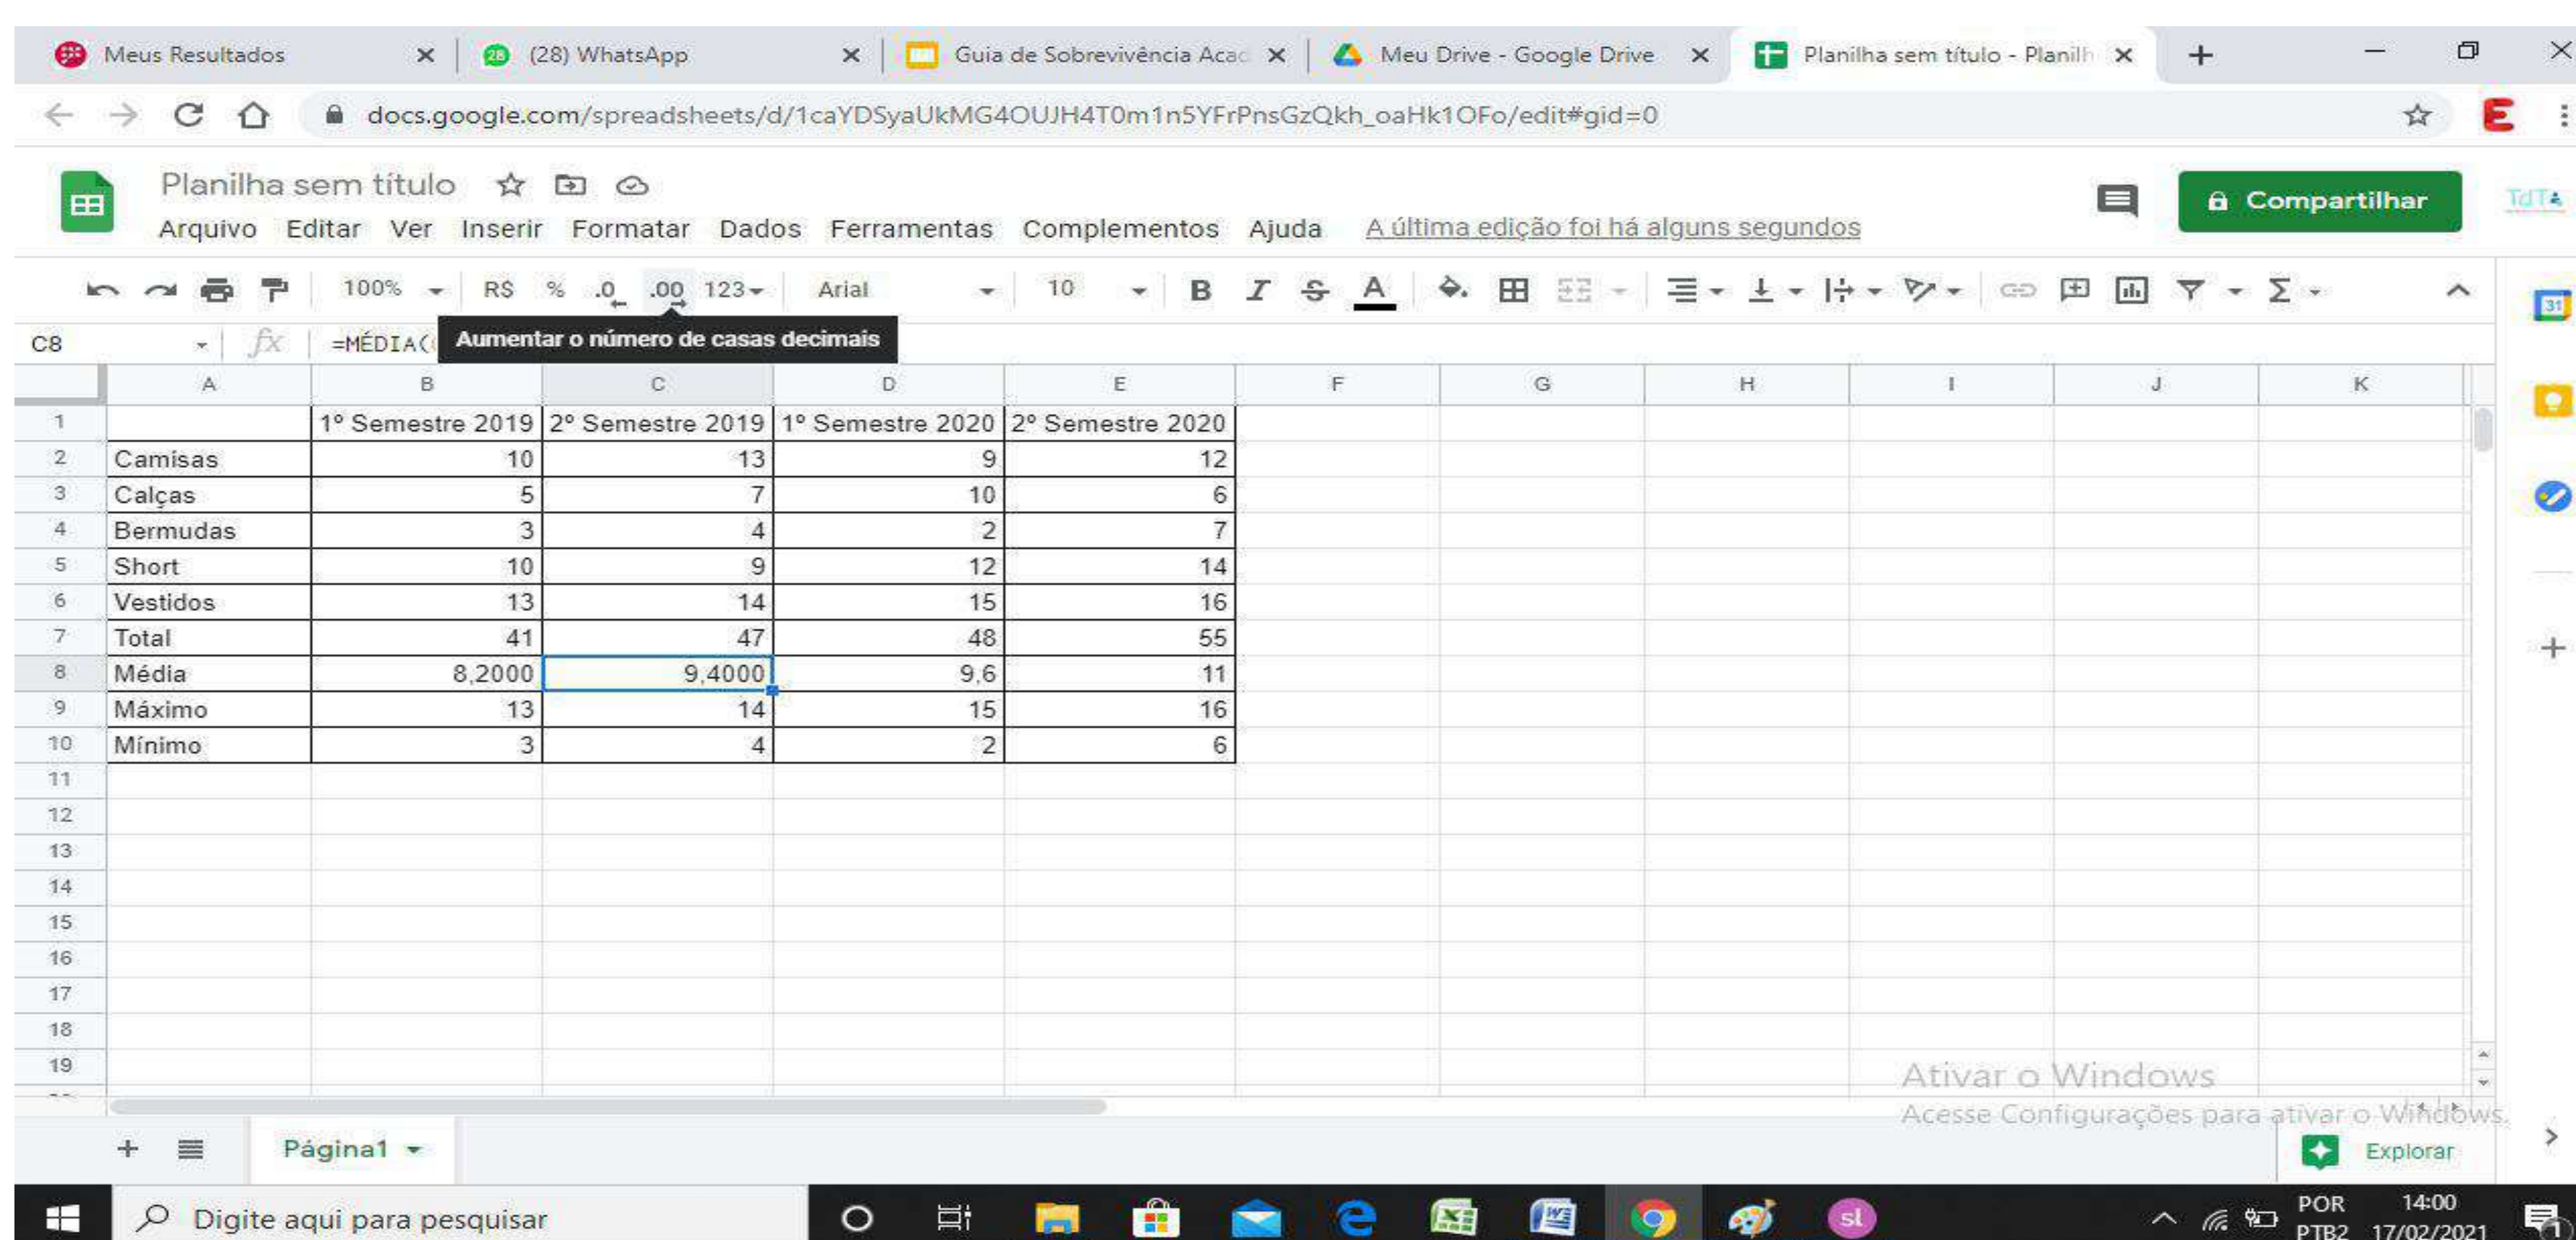 Meus Resultados (28) WhatsApp Guia de Sobrevivência Acad Meu Drive - Google Drive Planilha sem título - Planilh
docs.google.com/spreadsheets/d/1caYDSyaUkMG4OUJH4T0m1n5YFrPnsGzQkh_oaHk1OFo/edit#gid=0
Planilha sem título
Compartilhar
Arquivo Editar Ver Inserir Formatar Dados Ferramentas Complementos Ajuda A última edição foi há alguns segundos
100% R$ % .0 .00 123 Arial 10 B I S A
Aumentar o número de casas decimais
C8 fx =MÉDIA(
A B C D E F G H I J K
1 1º Semestre 2019 2º Semestre 2019 1º Semestre 2020 2º Semestre 2020
2 Camisas 10 13 9 12
3 Calças 5 7 10 6
4 Bermudas 3 4 2 7
5 Short 10 9 12 14
6 Vestidos 13 14 15 16
7 Total 41 47 48 55
8 Média 8,2000 9,4000 9,6 11
9 Máximo 13 14 15 16
10 Mínimo 3 4 2 6
11
12
13
14
15
16
17
18
19
Ativar o Windows
Acesse Configurações para ativar o Windows.
Página1
Explorar
Digite aqui para pesquisar
POR 14:00
PTB2 17/02/2021